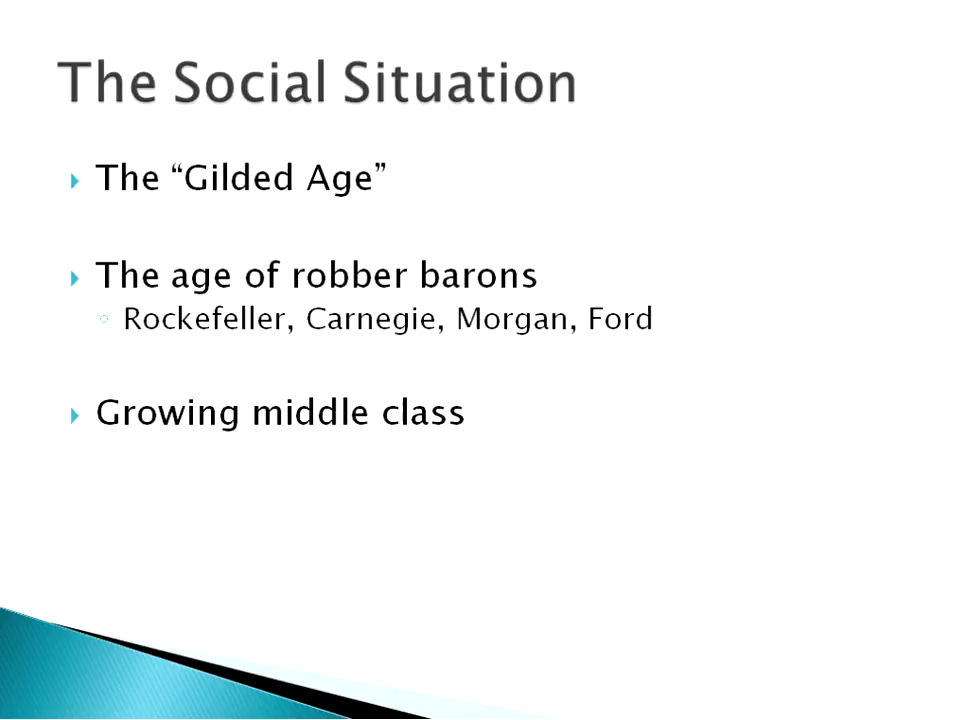 The Social Situation
The “Gilded Age”
The age of robber barons
Rockefeller, Carnegie, Morgan, Ford
Growing middle class